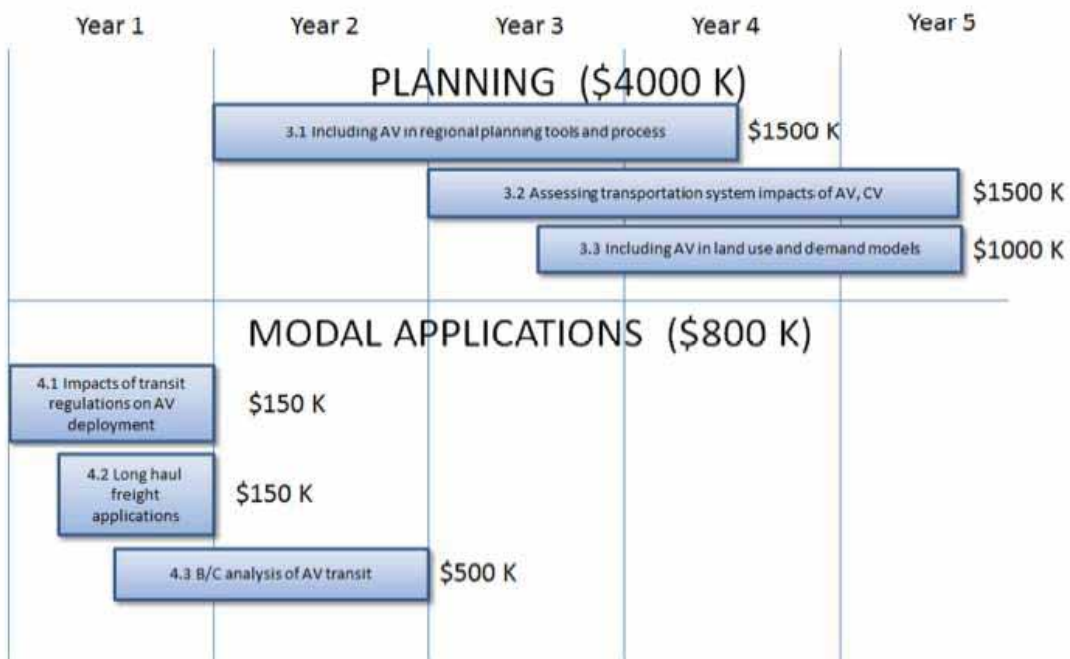 Year 1 Year 2 Year 3 Year 4 Year 5
PLANNING ($4000 K)
3.1 Including AV in regional planning tools and process
$1500 K
3.2 Assessing transportation system impacts of AV, CV
$1500 K
3.3 Including AV in land use and demand models
$1000 K
MODAL APPLICATIONS ($800 K)
4.1 Impacts of transit
regulations on AV
deployment
$150 K
4.2 Long haul
freight
applications
$150 K
4.3 B/C analysis of AV transit
$500 K